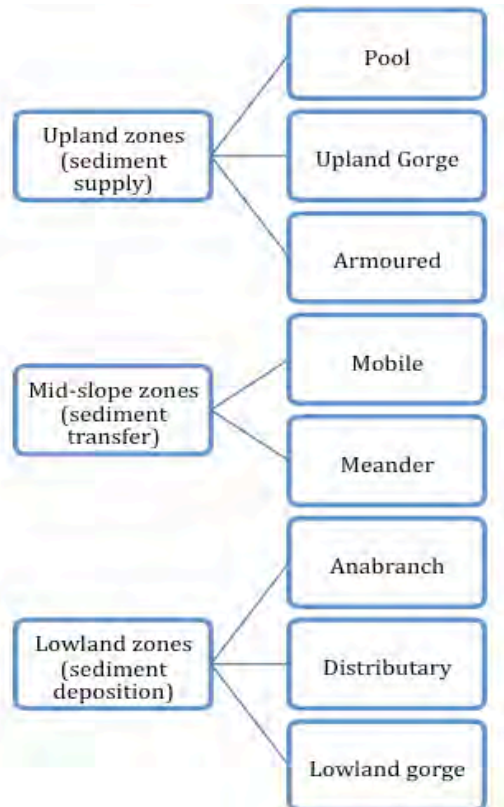 Pool
Upland zones
(sediment
supply)
Upland Gorge
Armoured
Mobile
Mid-slope zones
(sediment
transfer)
Meander
Anabranch
Lowland zones
(sediment
deposition)
Distributary
Lowland gorge